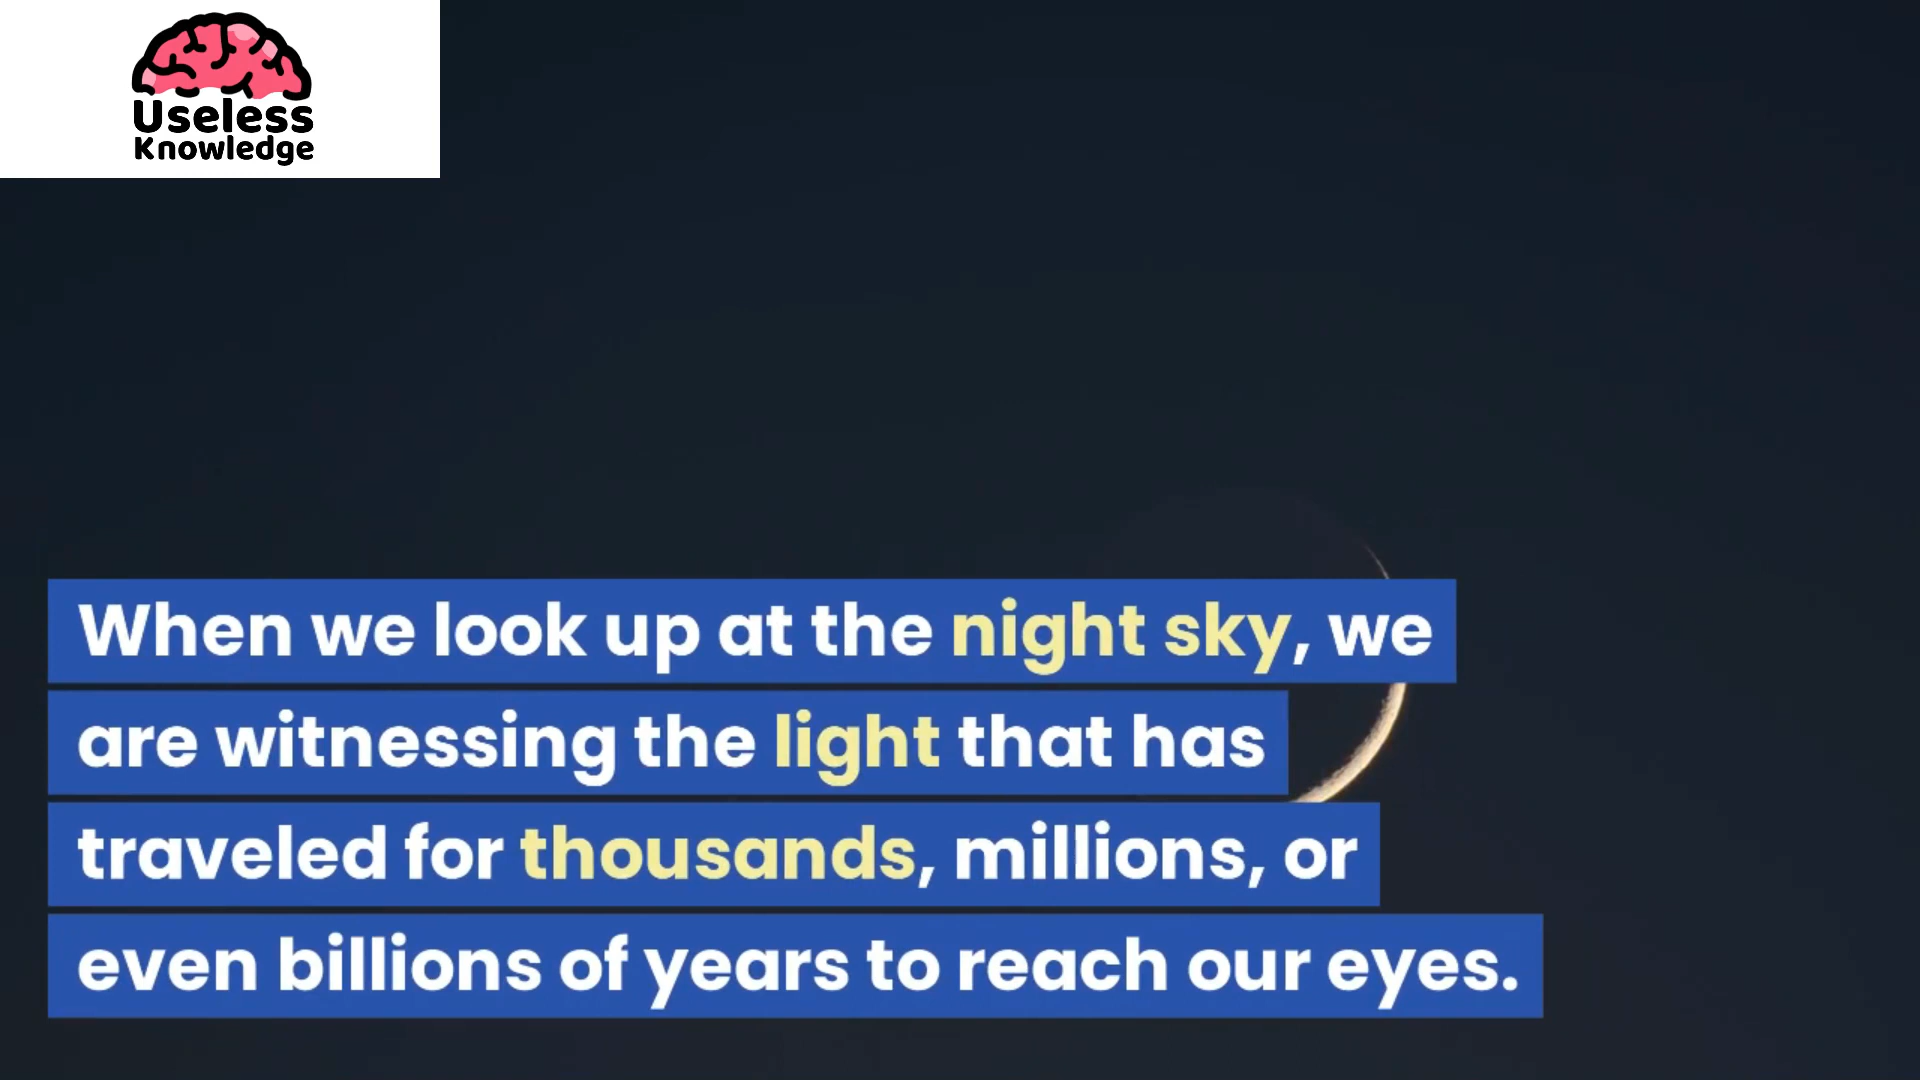 Useless
Knowledge
When we look up at the night sky, we
are witnessing the light that has
traveled for thousands, millions, or
even billions of years to reach our eyes.